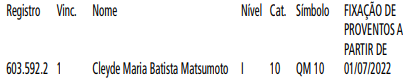 Registro Vinc. Nome Nível Cat. Símbolo FIXAÇÃO DE
PROVENTOS A
PARTIR DE
603.592.2 1 Cleyde Maria Batista Matsumoto I 10 QM 10 01/07/2022